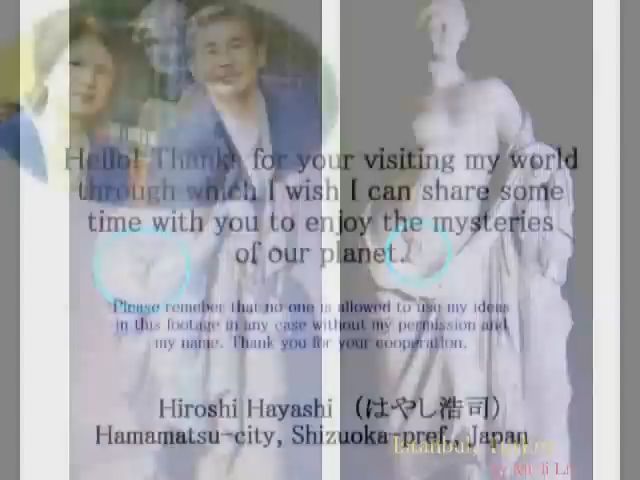 Hello! Thanks for your visiting my world
through which I wish I can share some
time with you to enjoy the mysteries
of our planet.
Please remeber that no one is allowed to use my ideas
in this footage in any case without my permission and
my name. Thank you for your cooperation.
Hiroshi Hayashi （はやし浩司）
Hamamatsu-city, Shizuoka-pref., Japan
Istanbul,
by